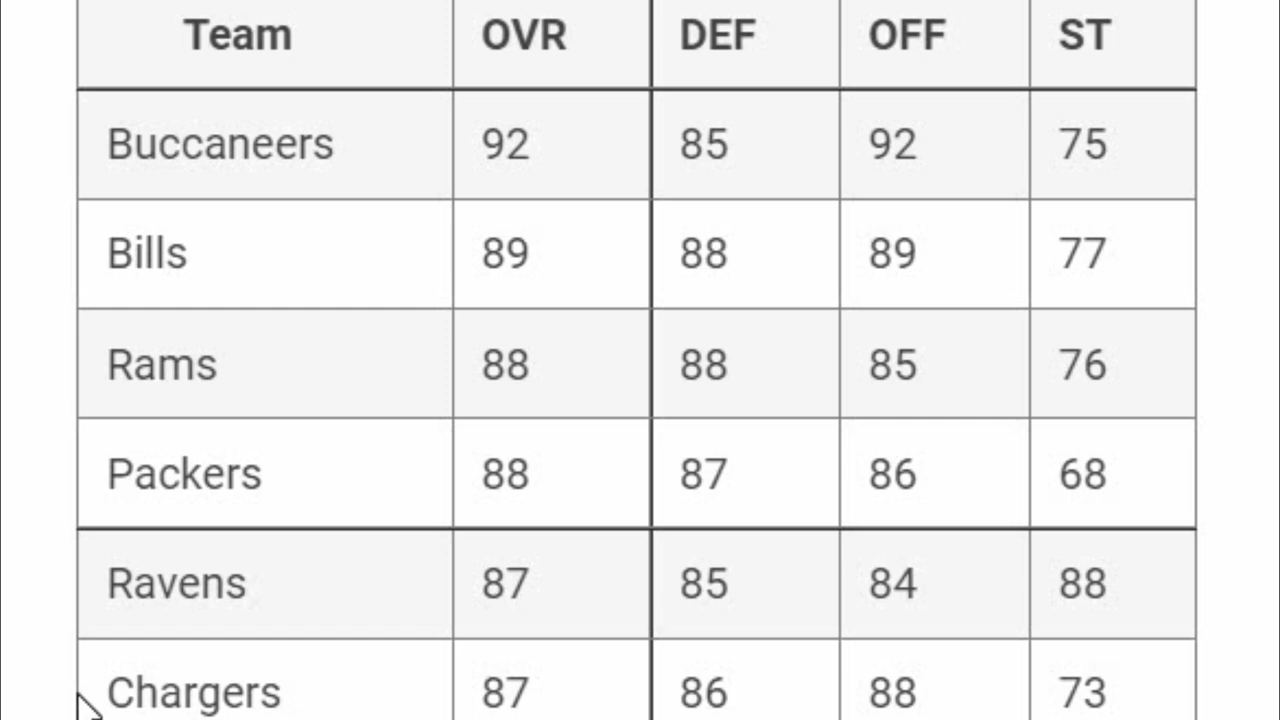 Team OVR DEF OFF ST
Buccaneers 92 85 92 75
Bills 89 88 89 77
Rams 88 88 85 76
Packers 88 87 86 68
Ravens 87 85 84 88
Chargers 87 86 88 73